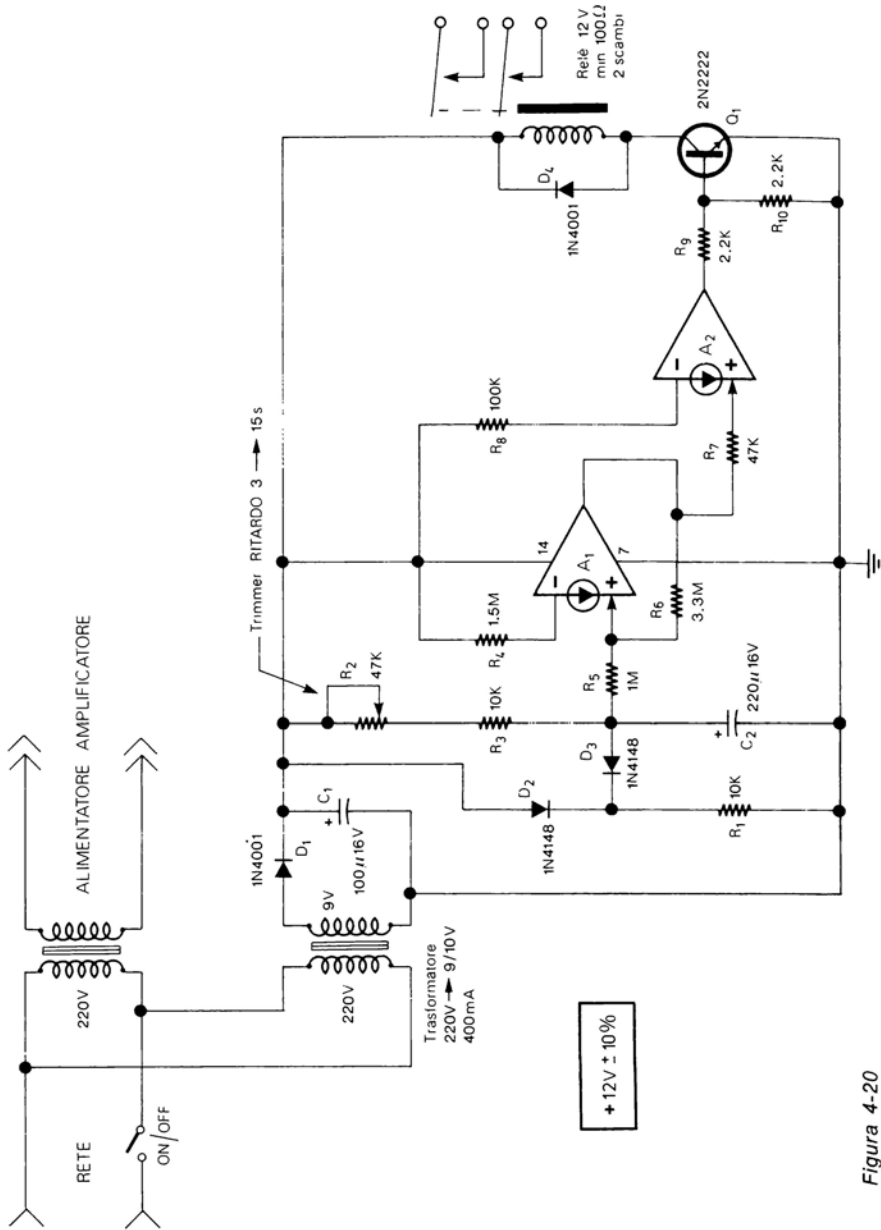 RETE
ON/OFF
220V
ALIMENTATORE AMPLIFICATORE
220V
9V
Trasformatore
220V → 9/10V
400mA
1N4001
D1
+
C1
100µ16V
Trimmer RITARDO 3 → 15s
R2
47K
R3
10K
D2
1N4148
D3
1N4148
R1
10K
+
C2
220µ16V
R4
1.5M
R5
1M
−
A1
+
14
7
R6
3.3M
R8
100K
R7
47K
−
A2
+
R9
2.2K
R10
2.2K
D4
1N4001
Relè 12V
min 100Ω
2 scambi
2N2222
Q1
+12V ± 10%
Figura 4-20